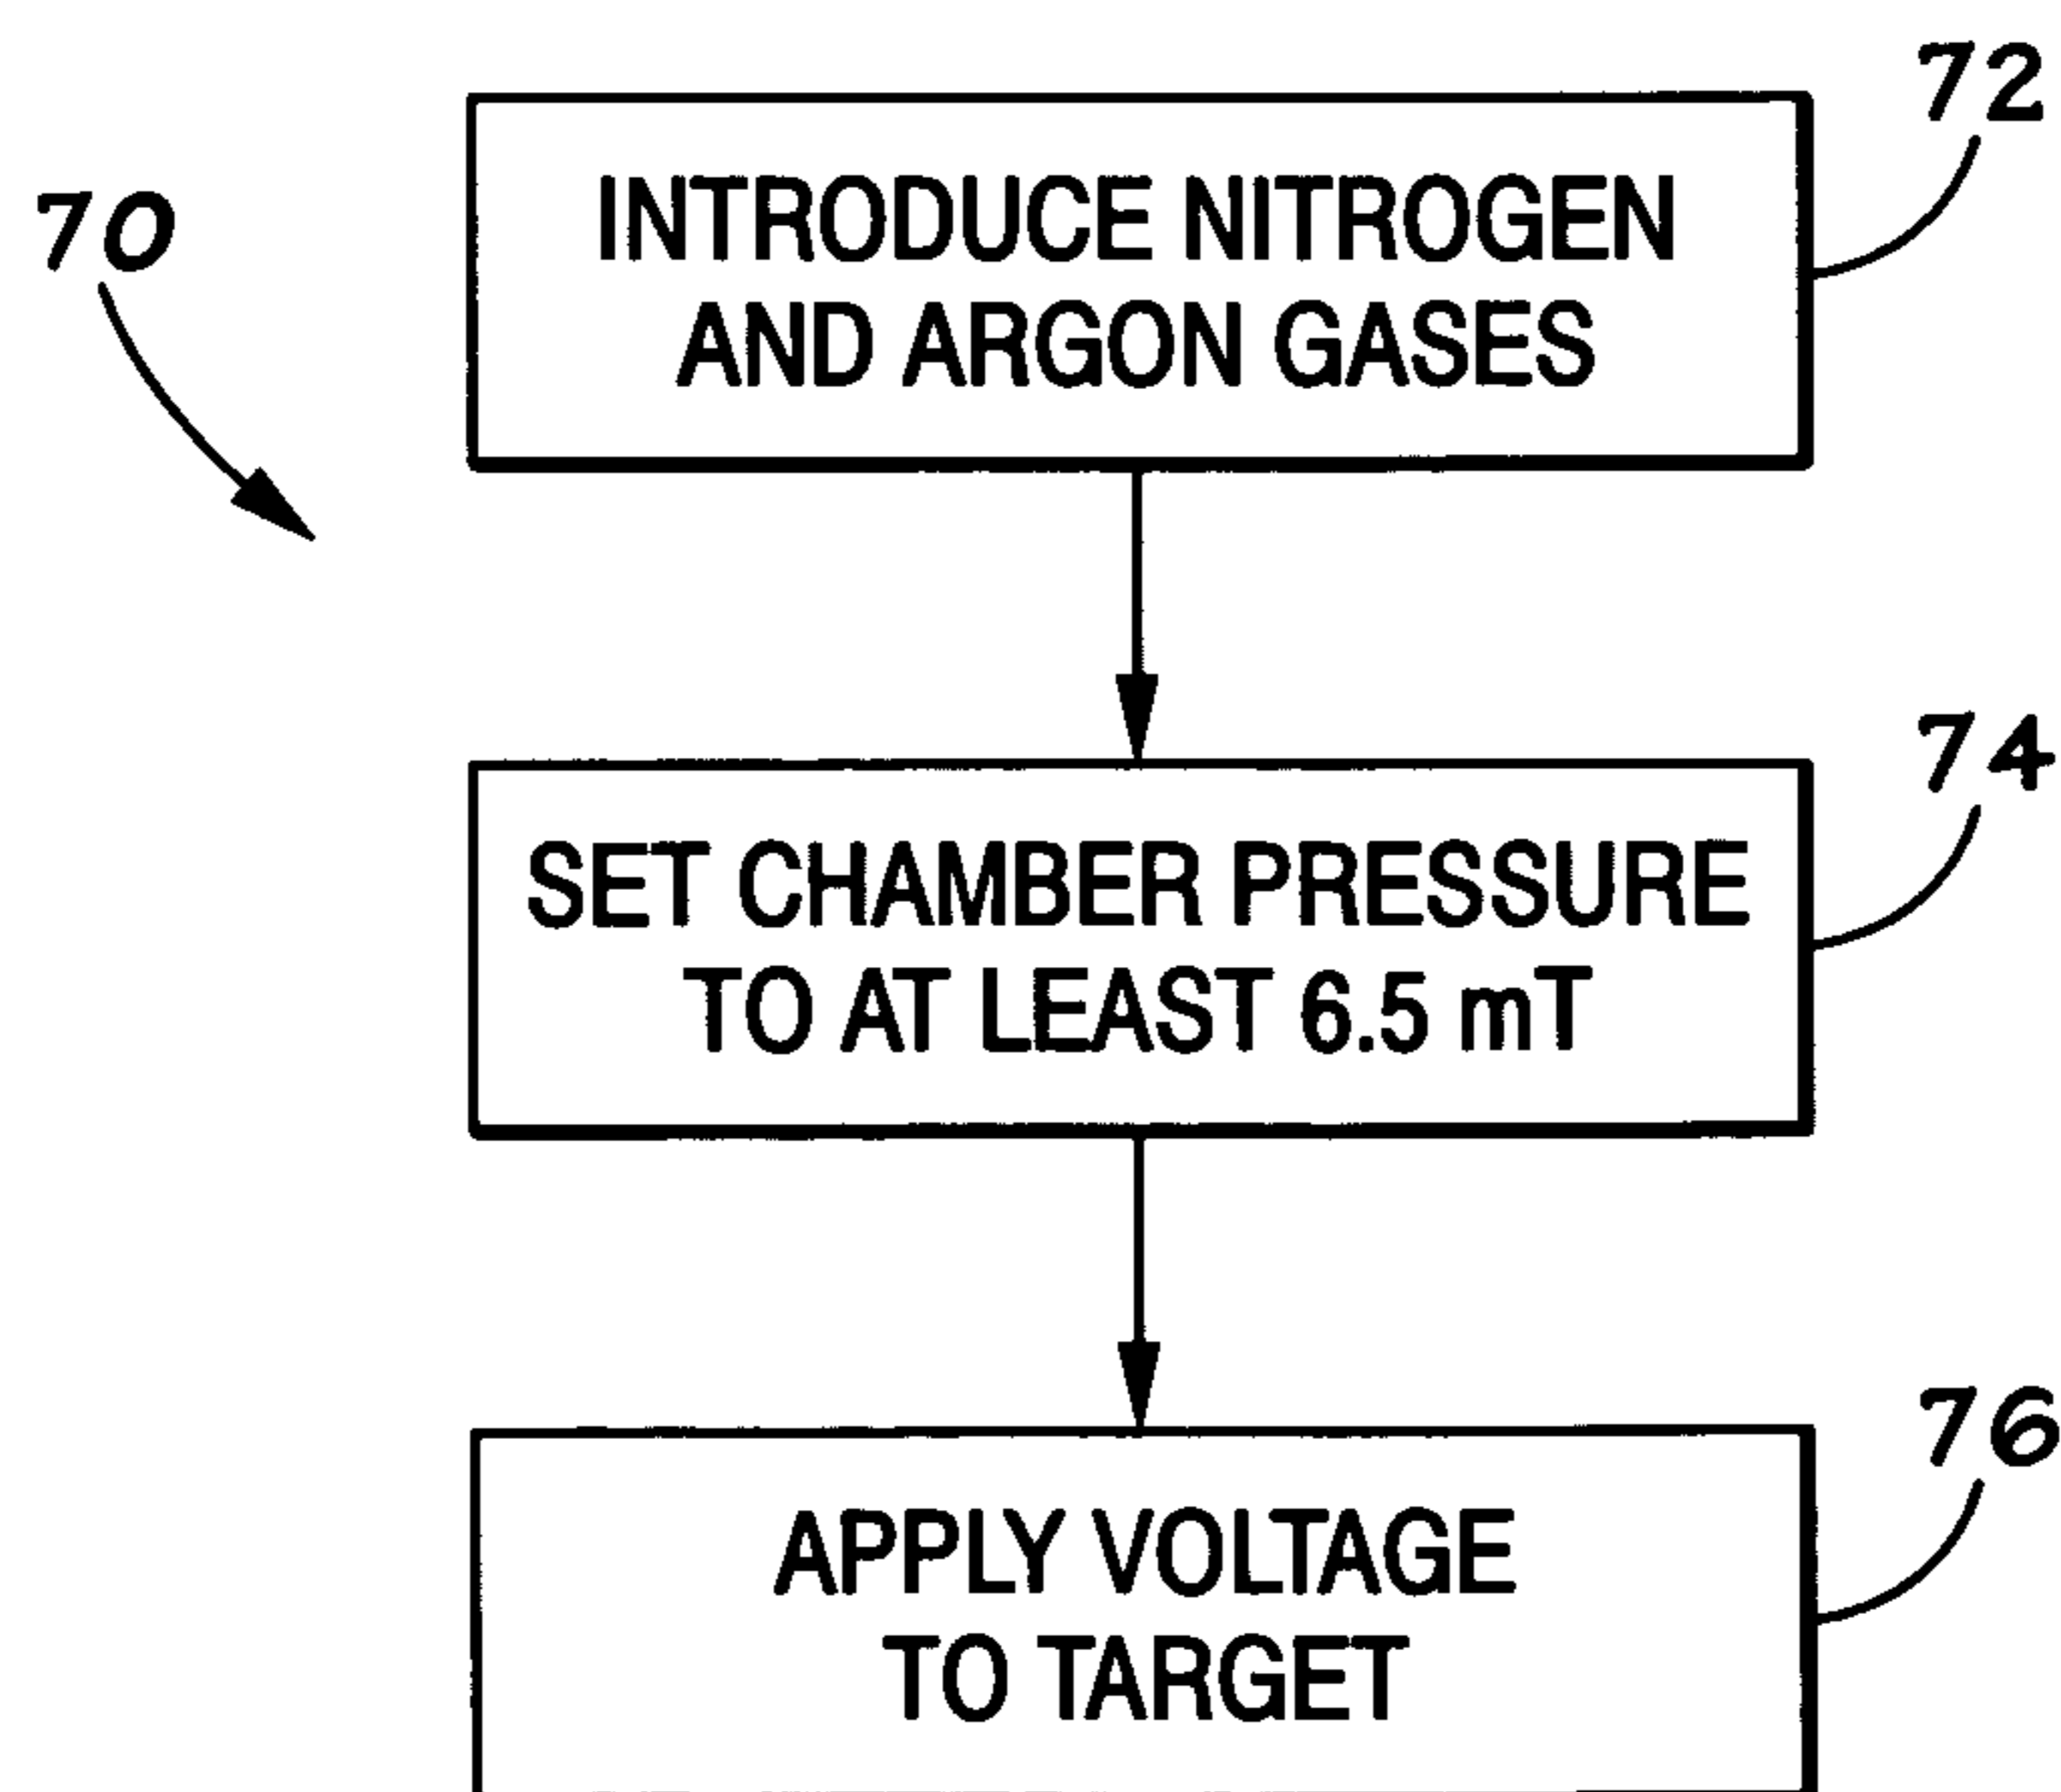 70
72
INTRODUCE NITROGEN
AND ARGON GASES
74
SET CHAMBER PRESSURE
TO AT LEAST 6.5 mT
76
APPLY VOLTAGE
TO TARGET